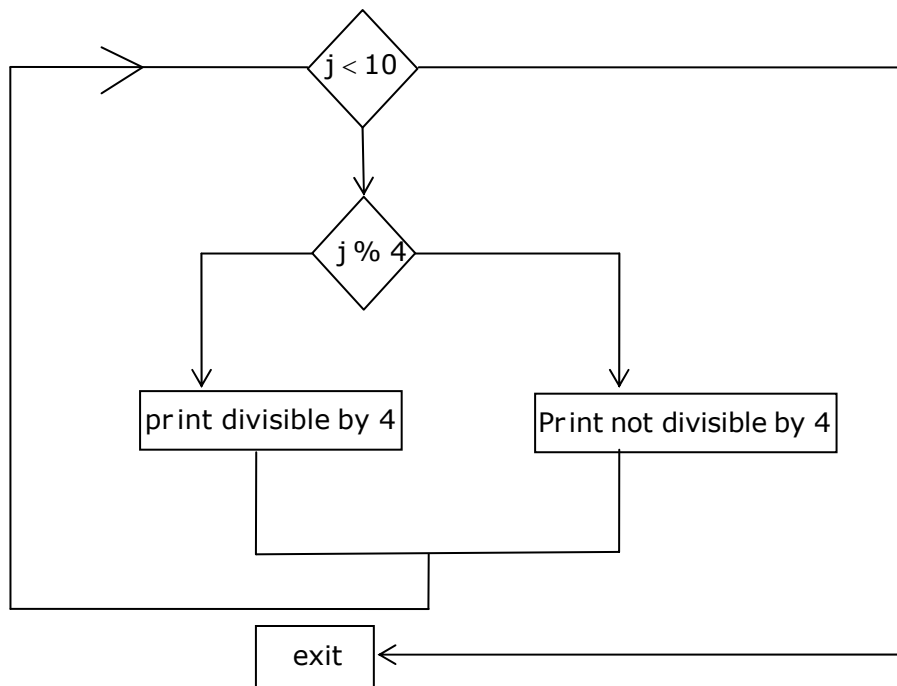 j < 10
j % 4
print divisible by 4
Print not divisible by 4
exit